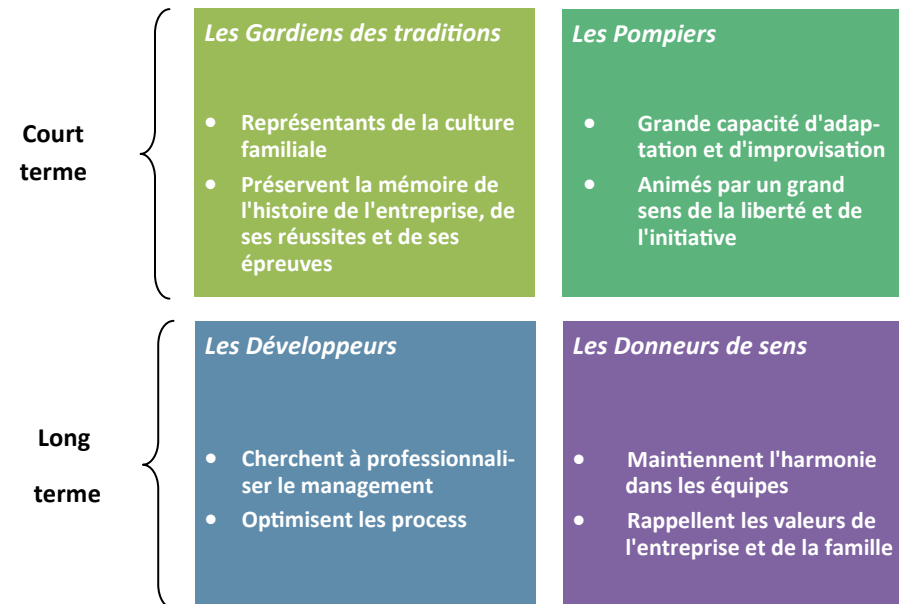 Court
terme
Les Gardiens des traditions
• Représentants de la culture
familiale
• Préservent la mémoire de
l'histoire de l'entreprise, de
ses réussites et de ses
épreuves
Les Pompiers
• Grande capacité d'adap-
tation et d'improvisation
• Animés par un grand
sens de la liberté et de
l'initiative
Long
terme
Les Développeurs
• Cherchent à professionnali-
ser le management
• Optimisent les process
Les Donneurs de sens
• Maintiennent l'harmonie
dans les équipes
• Rappellent les valeurs de
l'entreprise et de la famille